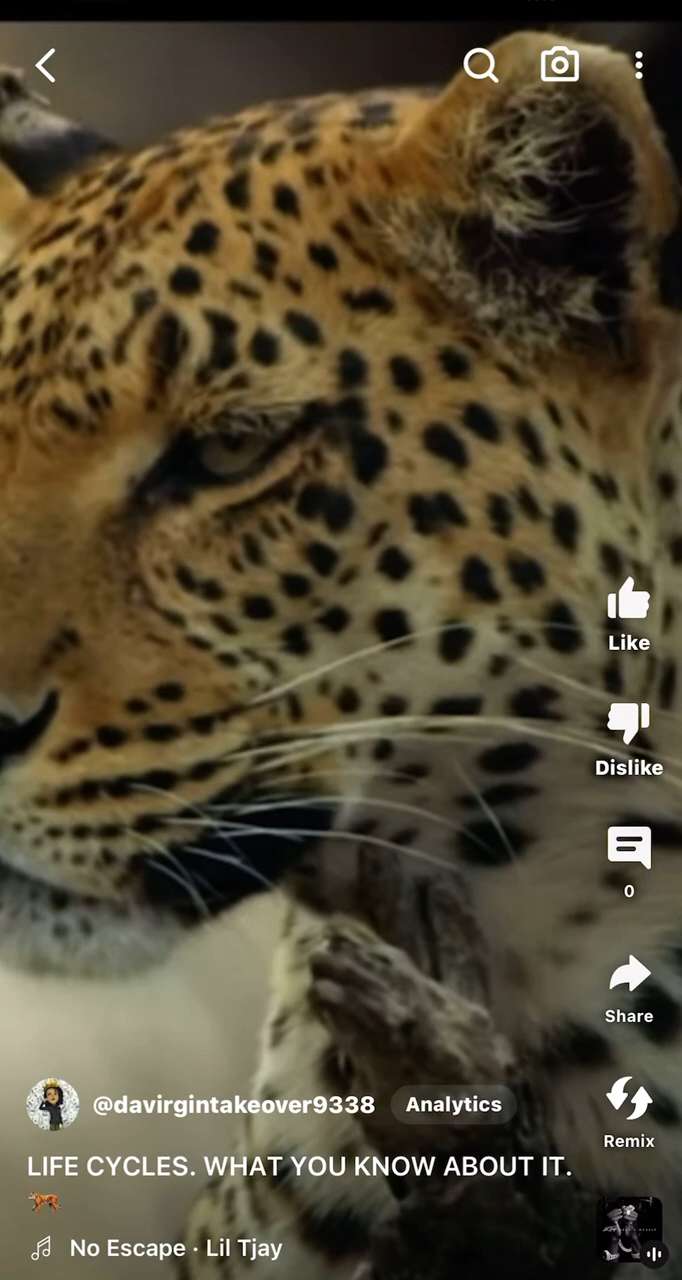 Like
Dislike
0
Share
@davirgintakeover9338 Analytics
Remix
LIFE CYCLES. WHAT YOU KNOW ABOUT IT.
🐅
No Escape · Lil Tjay